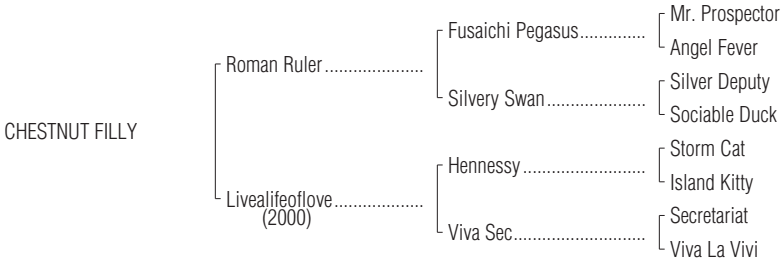 CHESTNUT FILLY
Roman Ruler.....................
Livealifeoflove...................
(2000)
Fusaichi Pegasus..............
Silvery Swan.....................
Hennessy..........................
Viva Sec............................
Mr. Prospector
Angel Fever
Silver Deputy
Sociable Duck
Storm Cat
Island Kitty
Secretariat
Viva La Vivi